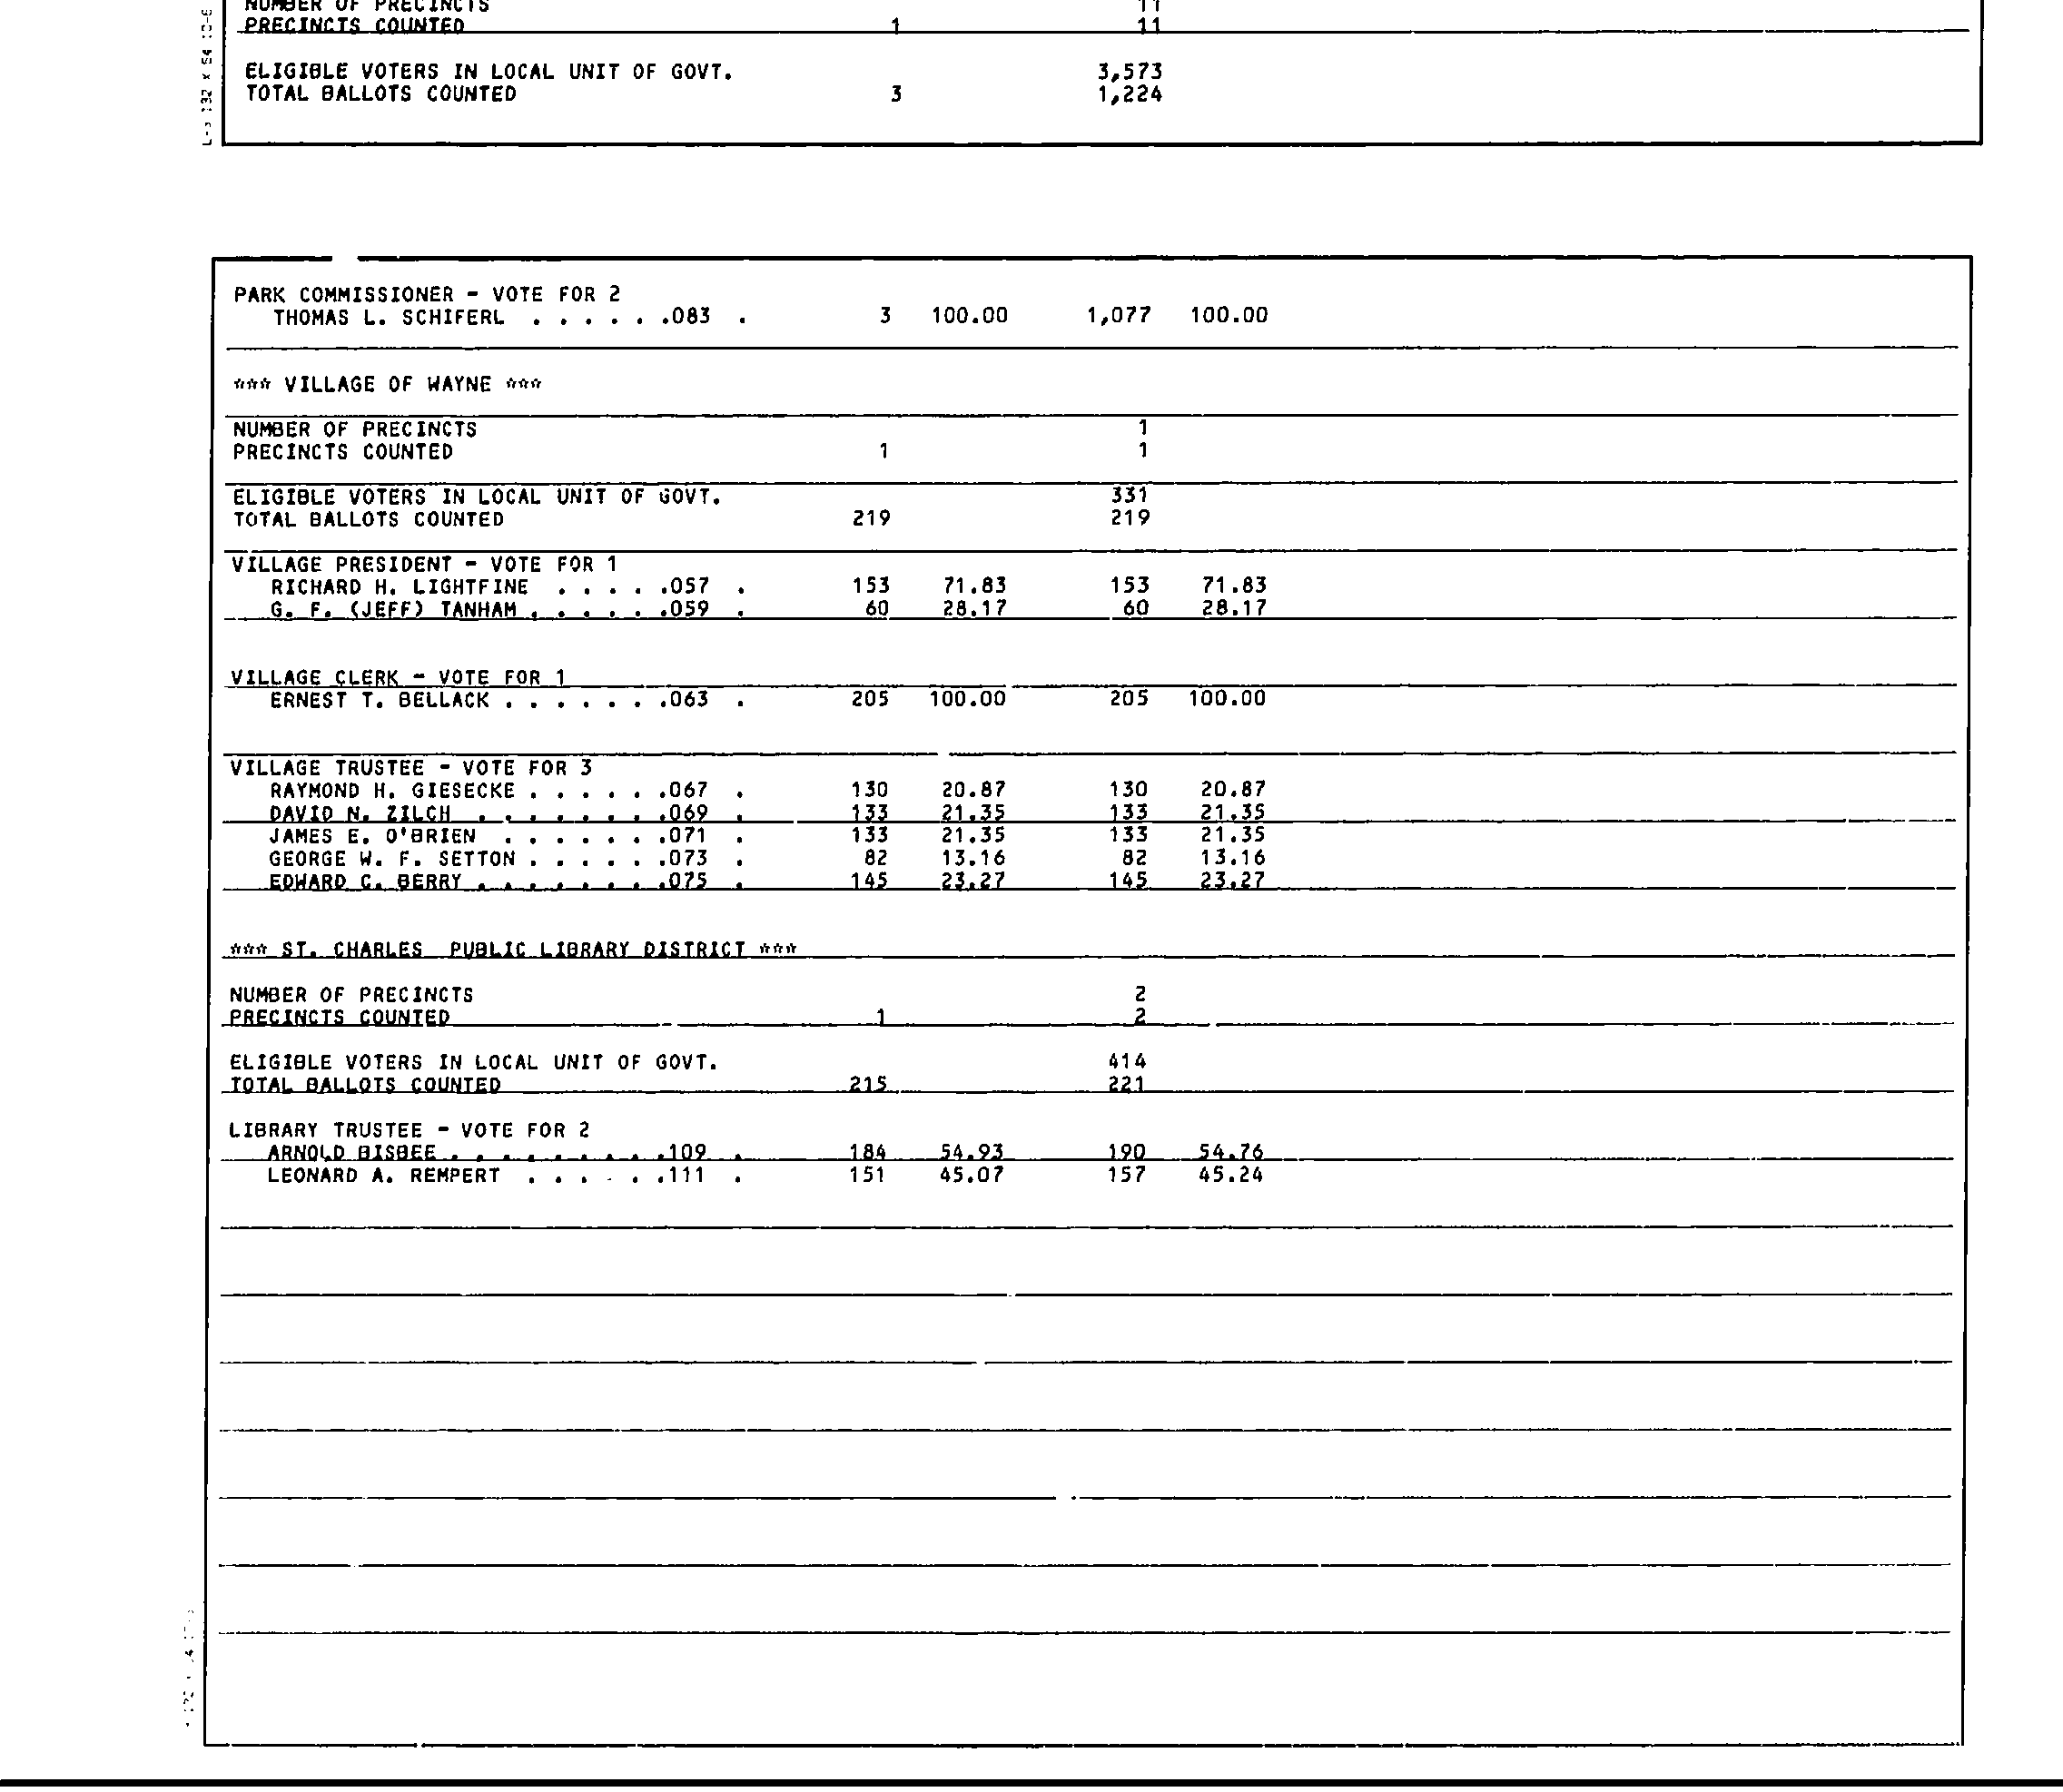 NUMBER OF PRECINCTS 11
PRECINCTS COUNTED 1 11
ELIGIBLE VOTERS IN LOCAL UNIT OF GOVT. 3,573
TOTAL BALLOTS COUNTED 3 1,224
PARK COMMISSIONER - VOTE FOR 2
THOMAS L. SCHIFERL . . . . . .083 . 3 100.00 1,077 100.00
*** VILLAGE OF WAYNE ***
NUMBER OF PRECINCTS 1
PRECINCTS COUNTED 1 1
ELIGIBLE VOTERS IN LOCAL UNIT OF GOVT. 331
TOTAL BALLOTS COUNTED 219 219
VILLAGE PRESIDENT - VOTE FOR 1
RICHARD H. LIGHTFINE . . . . .057 . 153 71.83 153 71.83
G. F. (JEFF) TANHAM . . . . . .059 . 60 28.17 60 28.17
VILLAGE CLERK - VOTE FOR 1
ERNEST T. BELLACK . . . . . . .063 . 205 100.00 205 100.00
VILLAGE TRUSTEE - VOTE FOR 3
RAYMOND H. GIESECKE . . . . . .067 . 130 20.87 130 20.87
DAVID N. ZILCH . . . . . . . .069 . 133 21.35 133 21.35
JAMES E. O'BRIEN . . . . . . .071 . 133 21.35 133 21.35
GEORGE W. F. SETTON . . . . . .073 . 82 13.16 82 13.16
EDWARD C. BERRY . . . . . . . .075 . 145 23.27 145 23.27
*** ST. CHARLES PUBLIC LIBRARY DISTRICT ***
NUMBER OF PRECINCTS 2
PRECINCTS COUNTED 1 2
ELIGIBLE VOTERS IN LOCAL UNIT OF GOVT. 414
TOTAL BALLOTS COUNTED 215 221
LIBRARY TRUSTEE - VOTE FOR 2
ARNOLD BISBEE . . . . . . . . .109 . 184 54.93 190 54.76
LEONARD A. REMPERT . . . . . .111 . 151 45.07 157 45.24